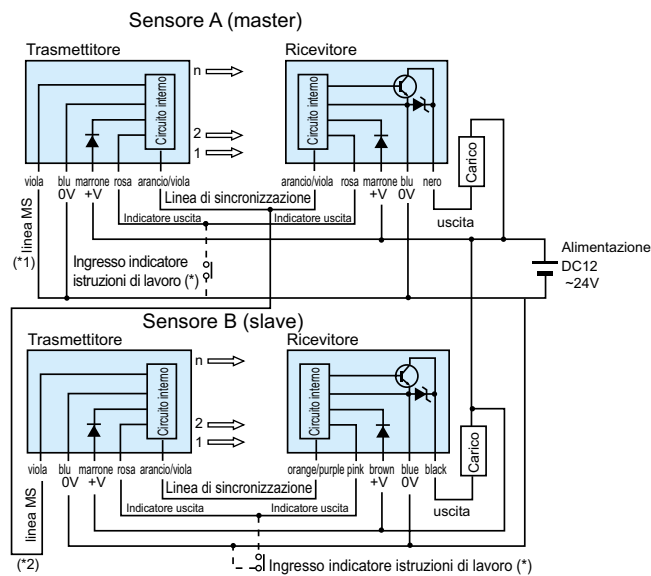 Sensore A (master)
Trasmettitore
Ricevitore
n
Circuito interno
2
1
Circuito interno
Carico
viola
blu
marrone
rosa
arancio/viola
arancio/viola
rosa
marrone
blu
nero
0V
+V
Linea di sincronizzazione
+V
0V
linea MS
(*1)
Indicatore uscita
Indicatore uscita
uscita
Ingresso indicatore
istruzioni di lavoro (*)
Alimentazione
DC12
~24V
Sensore B (slave)
Trasmettitore
Ricevitore
n
Circuito interno
2
1
Circuito interno
Carico
viola
blu
marrone
rosa
arancio/viola
orange/purple
pink
brown
blue
black
0V
+V
Linea di sincronizzazione
+V
0V
linea MS
(*2)
Indicatore uscita
Indicatore uscita
uscita
Ingresso indicatore istruzioni di lavoro (*)